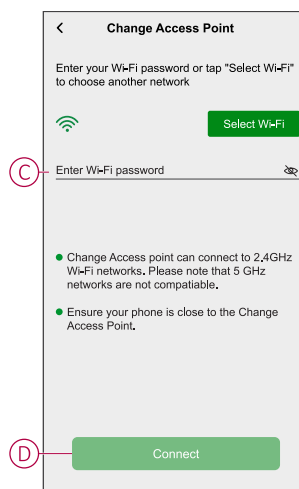 Change Access Point
Enter your Wi-Fi password or tap "Select Wi-Fi"
to choose another network
Select Wi-Fi
C
Enter Wi-Fi password
Change Access point can connect to 2.4GHz
Wi-Fi networks. Please note that 5 GHz
networks are not compatiable.
Ensure your phone is close to the Change
Access Point.
D
Connect